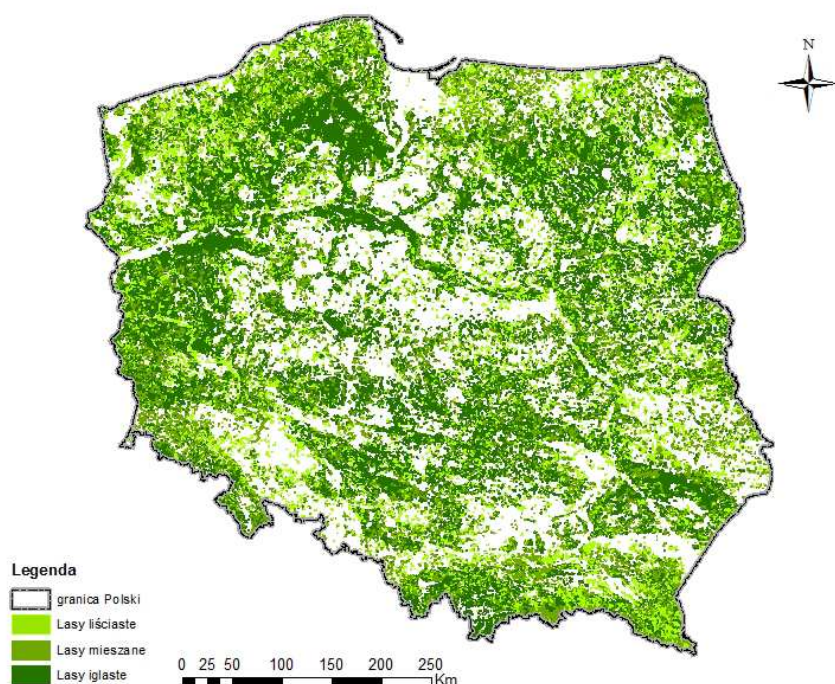 N
Legenda
granica Polski
Lasy liściaste
Lasy mieszane
Lasy iglaste
0 25 50 100 150 200 250
Km